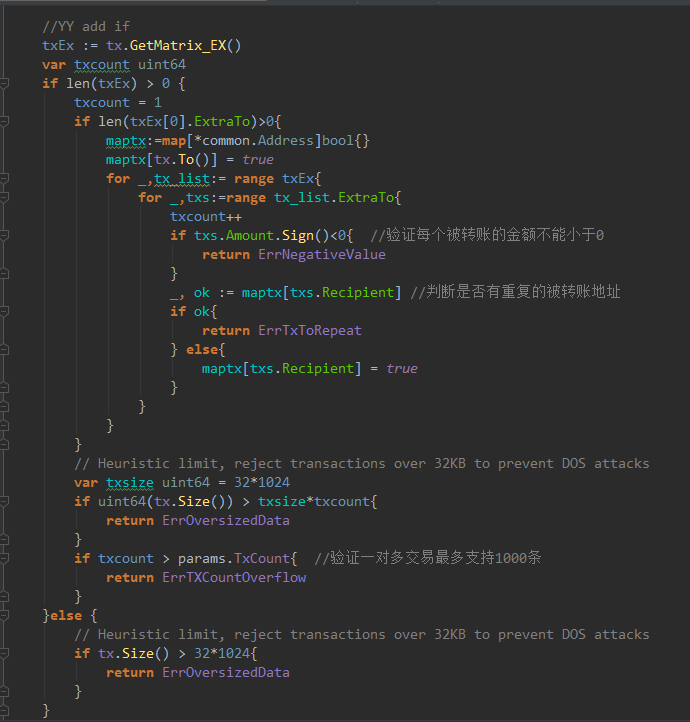 //YY add if
txEx := tx.GetMatrix_EX()
var txcount uint64
if len(txEx) > 0 {
txcount = 1
if len(txEx[0].ExtraTo)>0{
maptx:=map[*common.Address]bool{}
maptx[tx.To()] = true
for _,tx_list:= range txEx{
for _,txs:=range tx_list.ExtraTo{
txcount++
if txs.Amount.Sign()<0{  //验证每个被转账的金额不能小于0
return ErrNegativeValue
}
_, ok := maptx[txs.Recipient] //判断是否有重复的被转账地址
if ok{
return ErrTxToRepeat
} else{
maptx[txs.Recipient] = true
}
}
}
}
// Heuristic limit, reject transactions over 32KB to prevent DOS attacks
var txsize uint64 = 32*1024
if uint64(tx.Size()) > txsize*txcount{
return ErrOversizedData
}
if txcount > params.TxCount{  //验证一对多交易最多支持1000条
return ErrTXCountOverflow
}
}else {
// Heuristic limit, reject transactions over 32KB to prevent DOS attacks
if tx.Size() > 32*1024{
return ErrOversizedData
}
}